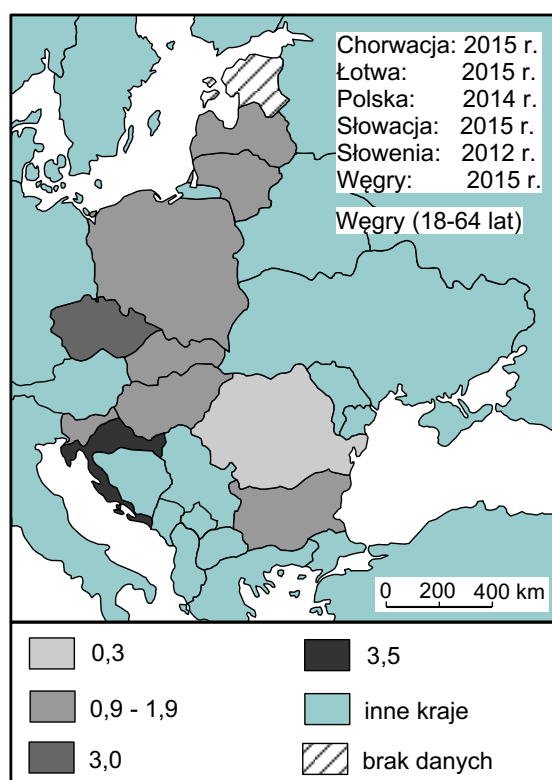 Chorwacja: 2015 r.
Łotwa: 2015 r.
Polska: 2014 r.
Słowacja: 2015 r.
Słowenia: 2012 r.
Węgry: 2015 r.
Węgry (18-64 lat)
0 200 400 km
0,3
3,5
0,9 - 1,9
inne kraje
3,0
brak danych